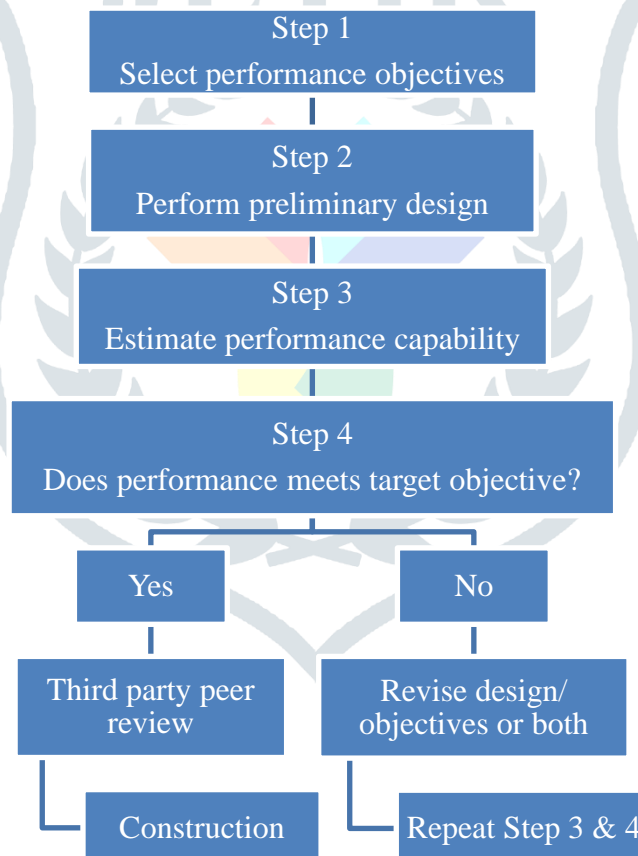 Step 1
Select performance objectives
Step 2
Perform preliminary design
Step 3
Estimate performance capability
Step 4
Does performance meets target objective?
Yes
No
Third party peer
review
Revise design/
objectives or both
Construction
Repeat Step 3 & 4